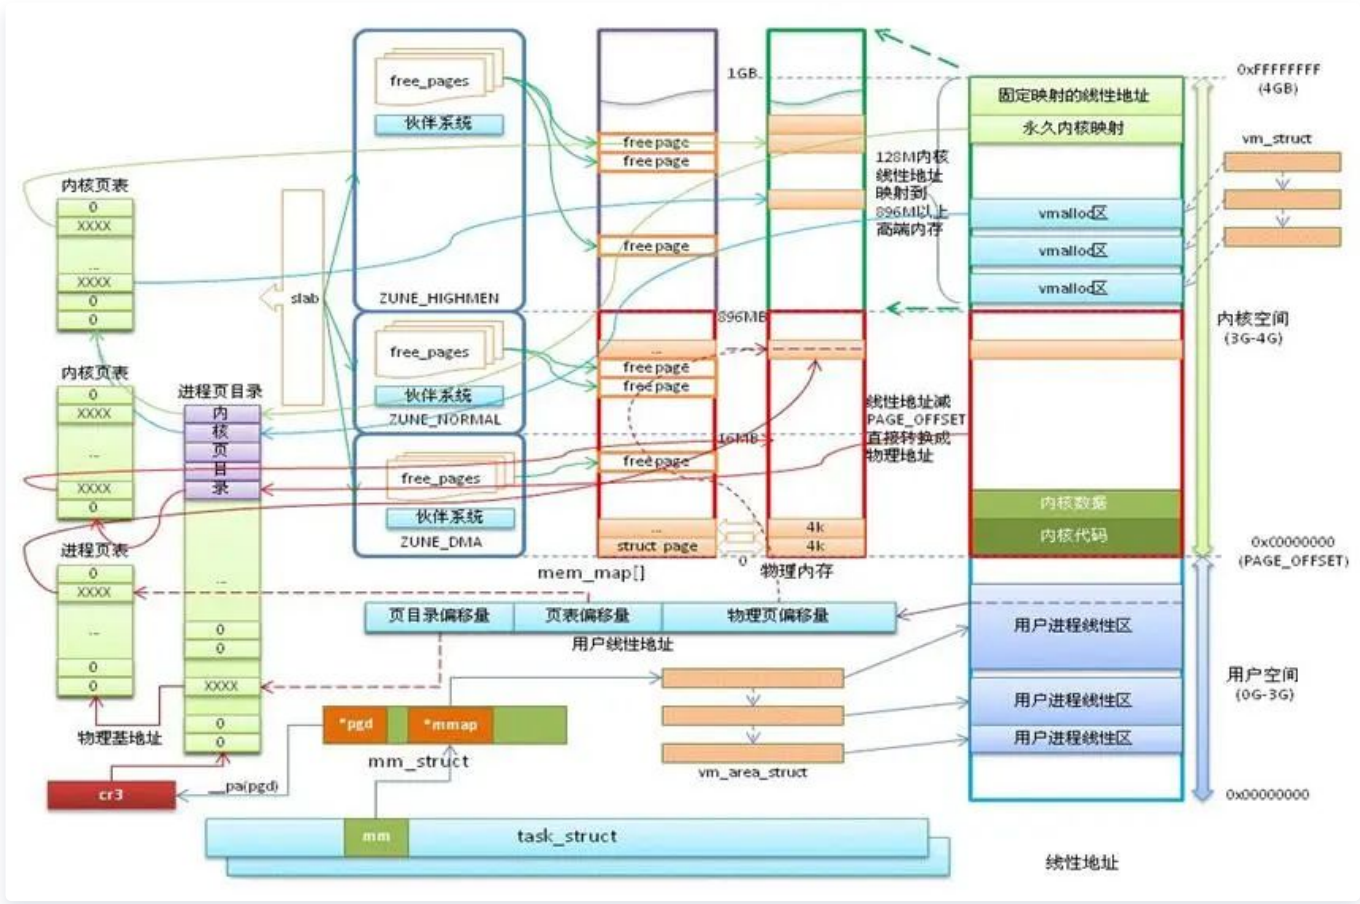 free_pages
伙伴系统
ZUNE_HIGHMEN
slab
free_pages
伙伴系统
ZUNE_NORMAL
free_pages
伙伴系统
ZUNE_DMA
内核页表
0
XXXX
...
XXXX
0
0
内核页表
0
XXXX
...
XXXX
0
进程页表
0
XXXX
...
0
0
物理基地址
进程页目录
内
核
页
目
录
...
0
0
XXXX
0
0
cr3
__pa(pgd)
free page
free page
free page
...
free page
free page
free page
...
struct page
mem_map[]
1GB
896MB
16MB
0
4k
4k
物理内存
128M内核
线性地址
映射到
896M以上
高端内存
线性地址减
PAGE_OFFSET
直接转换成
物理地址
固定映射的线性地址
永久内核映射
vmalloc区
vmalloc区
vmalloc区
内核数据
内核代码
用户进程线性区
用户进程线性区
用户进程线性区
0xFFFFFFFF
(4GB)
vm_struct
内核空间
(3G-4G)
0xC0000000
(PAGE_OFFSET)
用户空间
(0G-3G)
0x00000000
线性地址
页目录偏移量
页表偏移量
物理页偏移量
用户线性地址
*pgd
*mmap
mm_struct
vm_area_struct
mm
task_struct